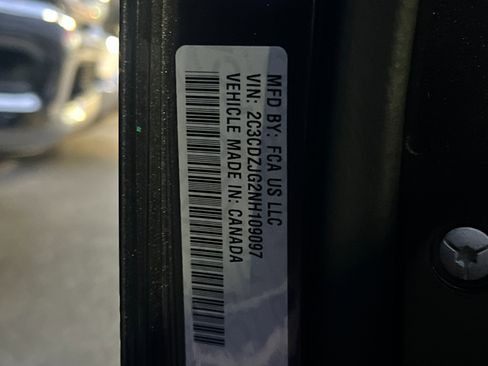 MFD BY: FCA US LLC
VIN: 2C3CDZJG2NH109097
VEHICLE MADE IN: CANADA